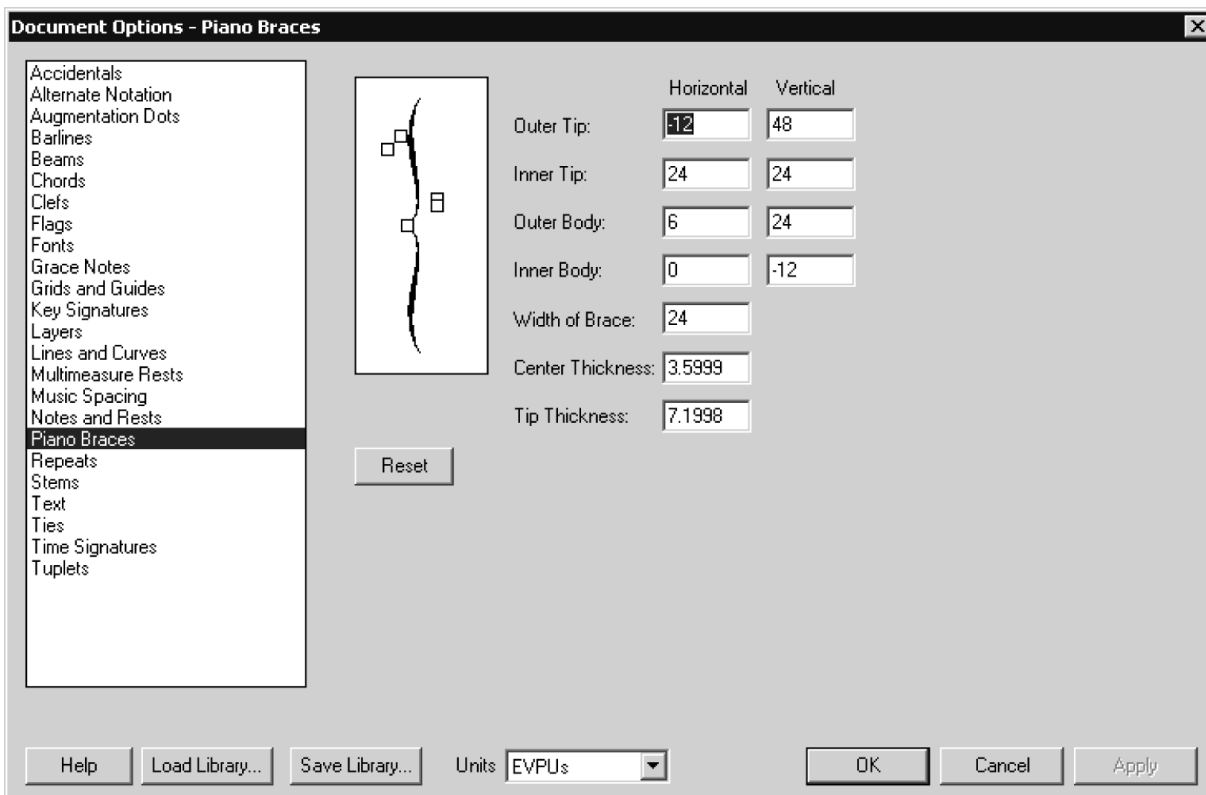 Document Options - Piano Braces
Accidentals
Alternate Notation
Augmentation Dots
Barlines
Beams
Chords
Clefs
Flags
Fonts
Grace Notes
Grids and Guides
Key Signatures
Layers
Lines and Curves
Multimeasure Rests
Music Spacing
Notes and Rests
Piano Braces
Repeats
Stems
Text
Ties
Time Signatures
Tuplets
Horizontal Vertical
Outer Tip: -12 48
Inner Tip: 24 24
Outer Body: 6 24
Inner Body: 0 -12
Width of Brace: 24
Center Thickness: 3.5999
Tip Thickness: 7.1998
Reset
Help Load Library... Save Library... Units EVPUs OK Cancel Apply